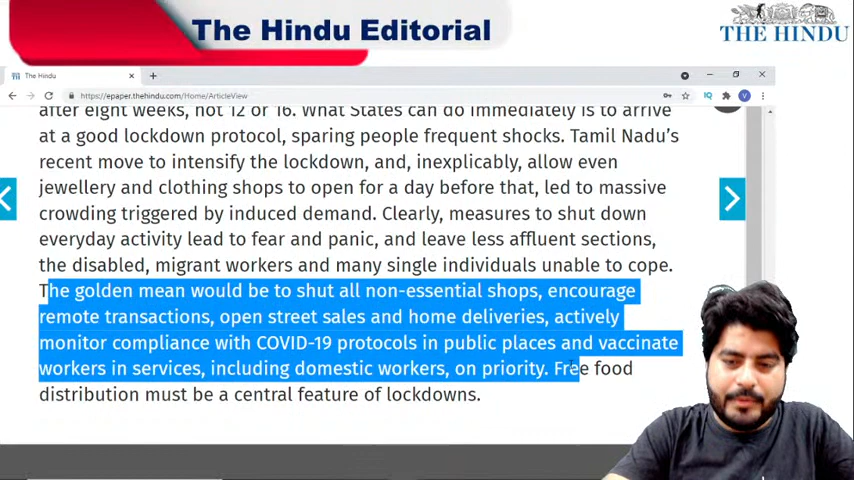 The Hindu Editorial
THE HINDU
The Hindu
https://epaper.thehindu.com/Home/ArticleView
after eight weeks, not 12 or 16. What States can do immediately is to arrive
at a good lockdown protocol, sparing people frequent shocks. Tamil Nadu's
recent move to intensify the lockdown, and, inexplicably, allow even
jewellery and clothing shops to open for a day before that, led to massive
crowding triggered by induced demand. Clearly, measures to shut down
everyday activity lead to fear and panic, and leave less affluent sections,
the disabled, migrant workers and many single individuals unable to cope.
The golden mean would be to shut all non-essential shops, encourage
remote transactions, open street sales and home deliveries, actively
monitor compliance with COVID-19 protocols in public places and vaccinate
workers in services, including domestic workers, on priority. Free food
distribution must be a central feature of lockdowns.